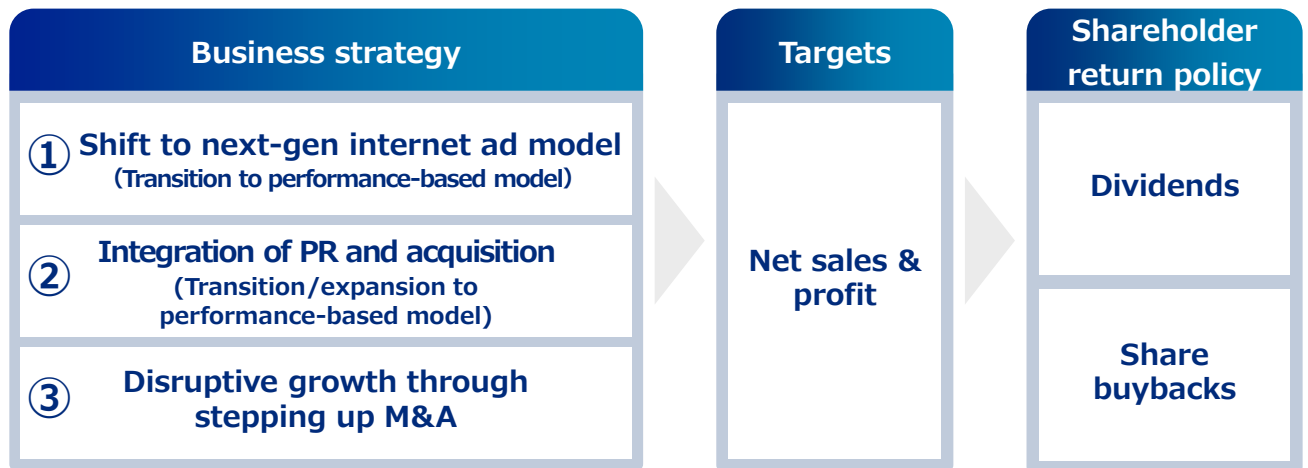 Business strategy
① Shift to next-gen internet ad model
(Transition to performance-based model)
② Integration of PR and acquisition
(Transition/expansion to
performance-based model)
③ Disruptive growth through
stepping up M&A
Targets
Net sales &
profit
Shareholder
return policy
Dividends
Share
buybacks